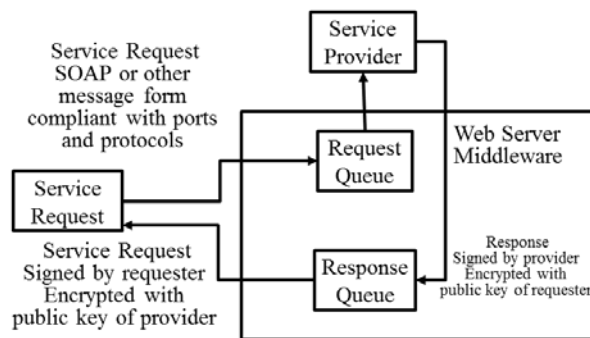 Service Request
SOAP or other
message form
compliant with ports
and protocols
Service
Provider
Web Server
Middleware
Request
Queue
Service
Request
Service Request
Signed by requester
Encrypted with
public key of provider
Response
Queue
Response
Signed by provider
Encrypted with
public key of requester